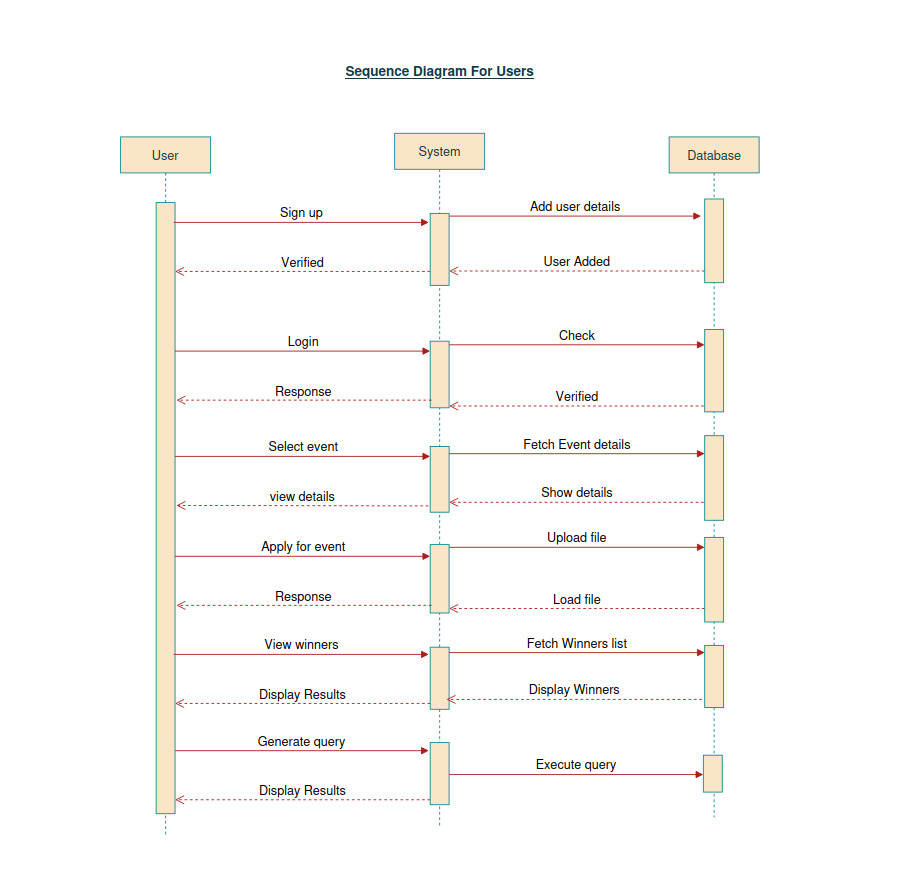 Sequence Diagram For Users
User
System
Database
Sign up
Add user details
Verified
User Added
Login
Check
Response
Verified
Select event
Fetch Event details
view details
Show details
Apply for event
Upload file
Response
Load file
View winners
Fetch Winners list
Display Results
Display Winners
Generate query
Execute query
Display Results